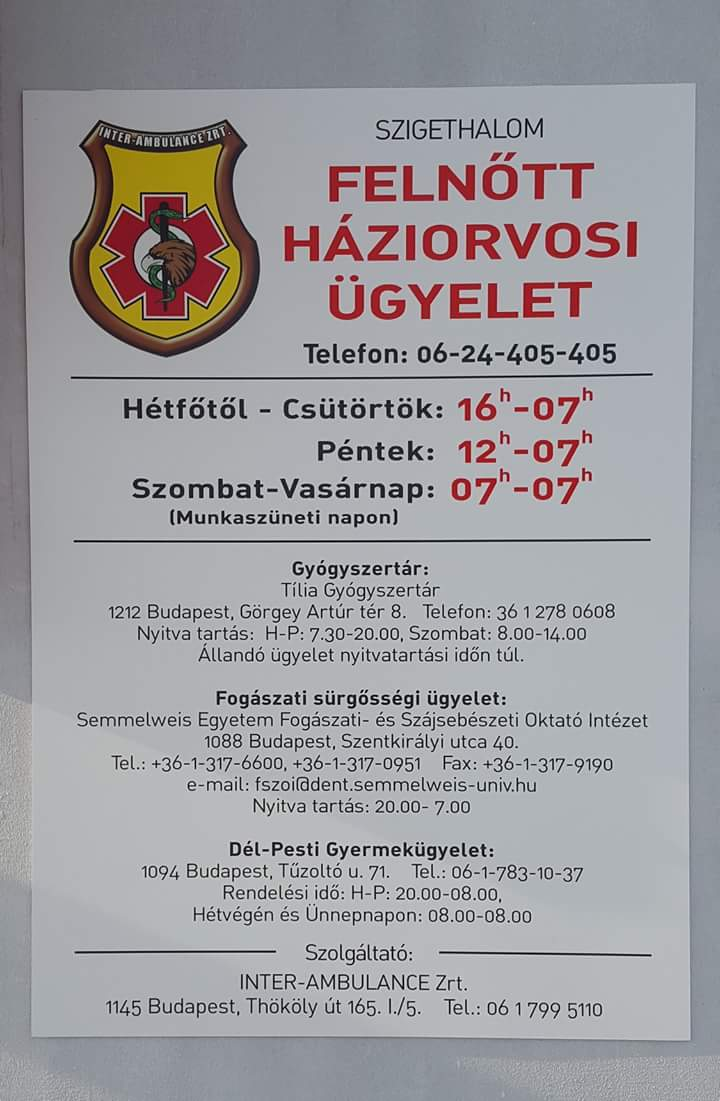 INTER-AMBULANCE ZRT.
SZIGETHALOM
FELNŐTT
HÁZIORVOSI
ÜGYELET
Telefon: 06-24-405-405
Hétfőtől - Csütörtök: 16h-07h
Péntek: 12h-07h
Szombat-Vasárnap: 07h-07h
(Munkaszüneti napon)
Gyógyszertár:
Tília Gyógyszertár
1212 Budapest, Görgey Artúr tér 8. Telefon: 36 1 278 0608
Nyitva tartás: H-P: 7.30-20.00, Szombat: 8.00-14.00
Állandó ügyelet nyitvatartási időn túl.
Fogászati sürgősségi ügyelet:
Semmelweis Egyetem Fogászati- és Szájsebészeti Oktató Intézet
1088 Budapest, Szentkirályi utca 40.
Tel.: +36-1-317-6600, +36-1-317-0951 Fax: +36-1-317-9190
e-mail: fszoi@dent.semmelweis-univ.hu
Nyitva tartás: 20.00- 7.00
Dél-Pesti Gyermekügyelet:
1094 Budapest, Tűzoltó u. 71. Tel.: 06-1-783-10-37
Rendelési idő: H-P: 20.00-08.00,
Hétvégén és Ünnepnapon: 08.00-08.00
Szolgáltató:
INTER-AMBULANCE Zrt.
1145 Budapest, Thököly út 165. I./5. Tel.: 06 1 799 5110